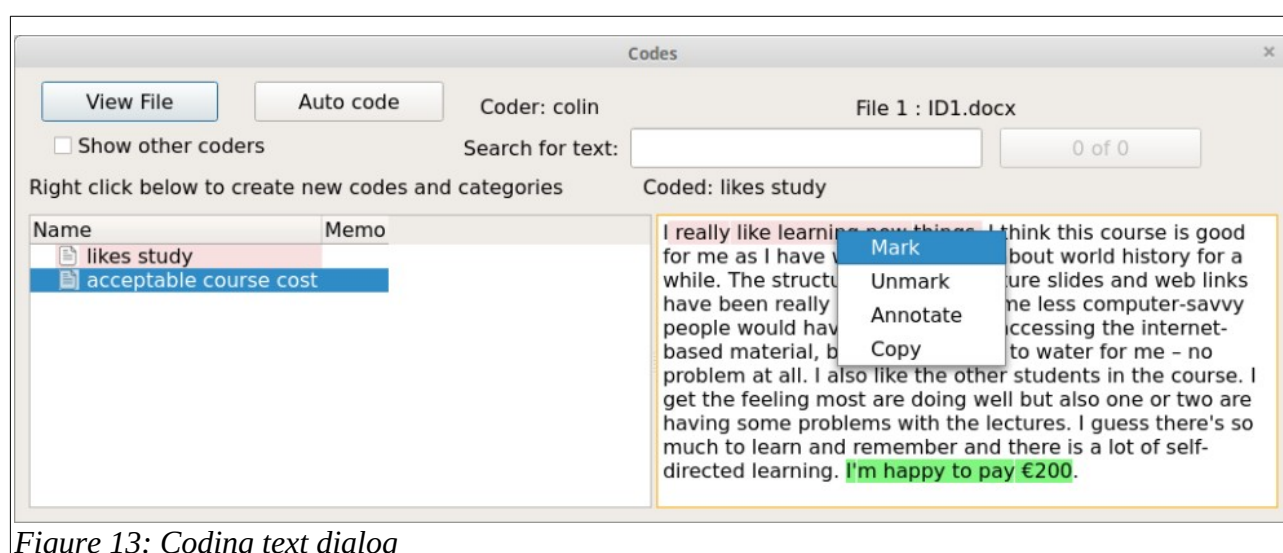 Codes
View File
Auto code
Coder: colin
File 1 : ID1.docx
Show other coders
Search for text:
0 of 0
Right click below to create new codes and categories
Coded: likes study
Name
Memo
likes study
acceptable course cost
I really like learning new things. I think this course is good
for me as I have bout world history for a
while. The structu ure slides and web links
have been really me less computer-savvy
people would hav ccessing the internet-
based material, b to water for me – no
problem at all. I also like the other students in the course. I
get the feeling most are doing well but also one or two are
having some problems with the lectures. I guess there's so
much to learn and remember and there is a lot of self-
directed learning. I'm happy to pay €200.
Mark
Unmark
Annotate
Copy
Figure 13: Coding text dialog